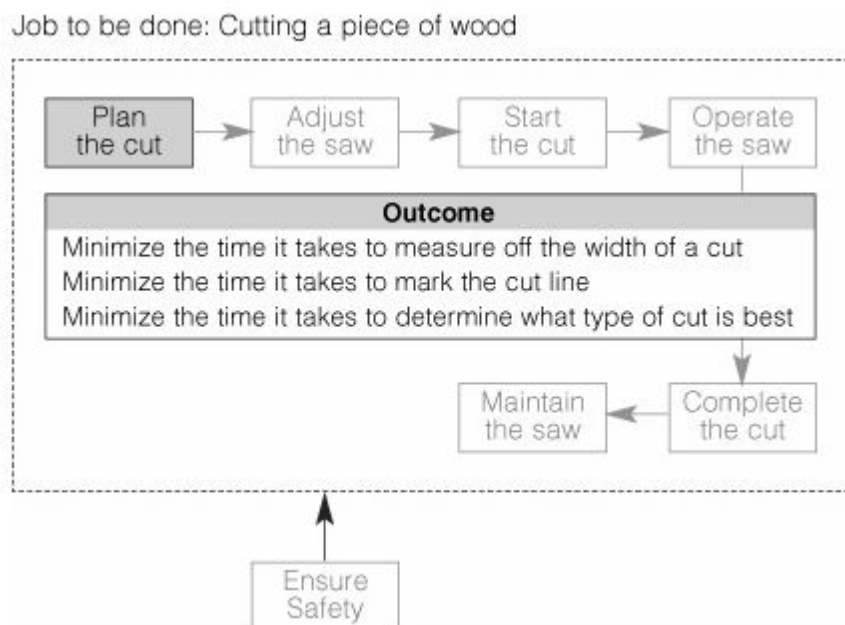 Job to be done: Cutting a piece of wood
Plan
the cut
Adjust
the saw
Start
the cut
Operate
the saw
Outcome
Minimize the time it takes to measure off the width of a cut
Minimize the time it takes to mark the cut line
Minimize the time it takes to determine what type of cut is best
Maintain
the saw
Complete
the cut
Ensure
Safety